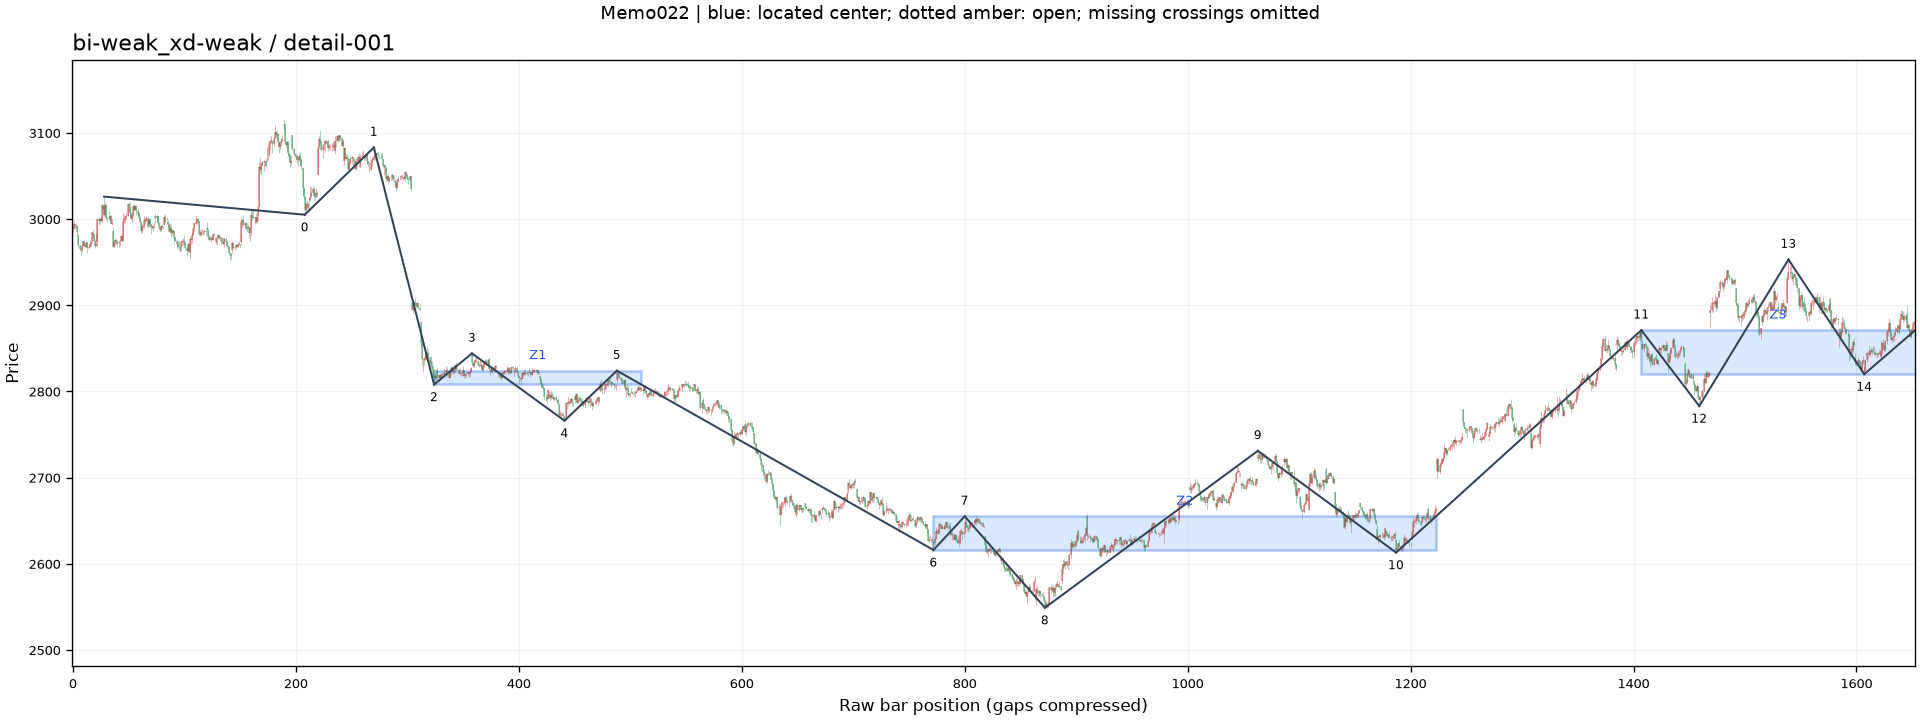 Memo022 | blue: located center; dotted amber: open; missing crossings omitted
bi-weak_xd-weak / detail-001
Price
3100
3000
2900
2800
2700
2600
2500
0
1
2
3
4
5
6
7
8
9
10
11
12
13
14
Z1
Z2
Z3
0 200 400 600 800 1000 1200 1400 1600
Raw bar position (gaps compressed)